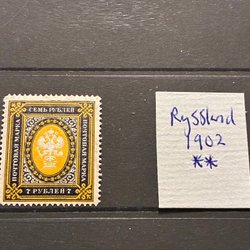 СЕМЬ РУБЛЕЙ
ПОЧТОВАЯ МАРКА
ПОЧТОВАЯ МАРКА
7 РУБЛЕЙ 7
Ryssland
1902
**